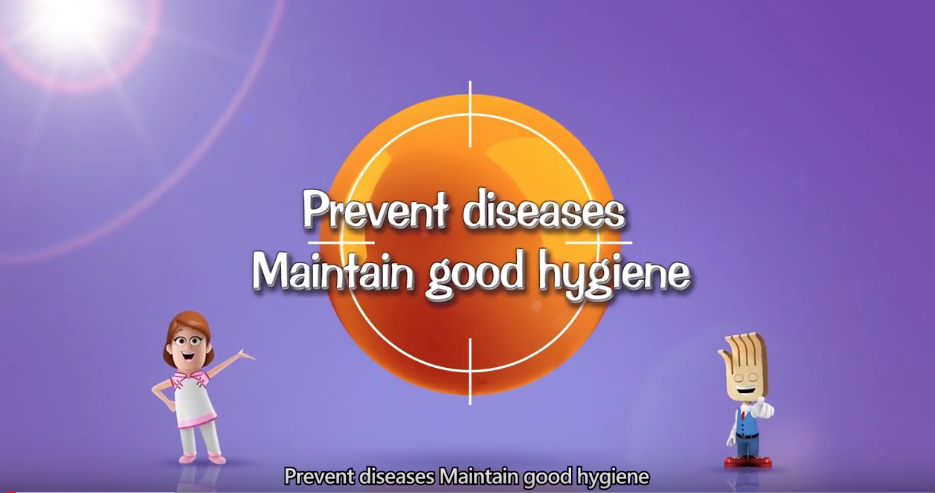 Prevent diseases
Maintain good hygiene
Prevent diseases Maintain good hygiene